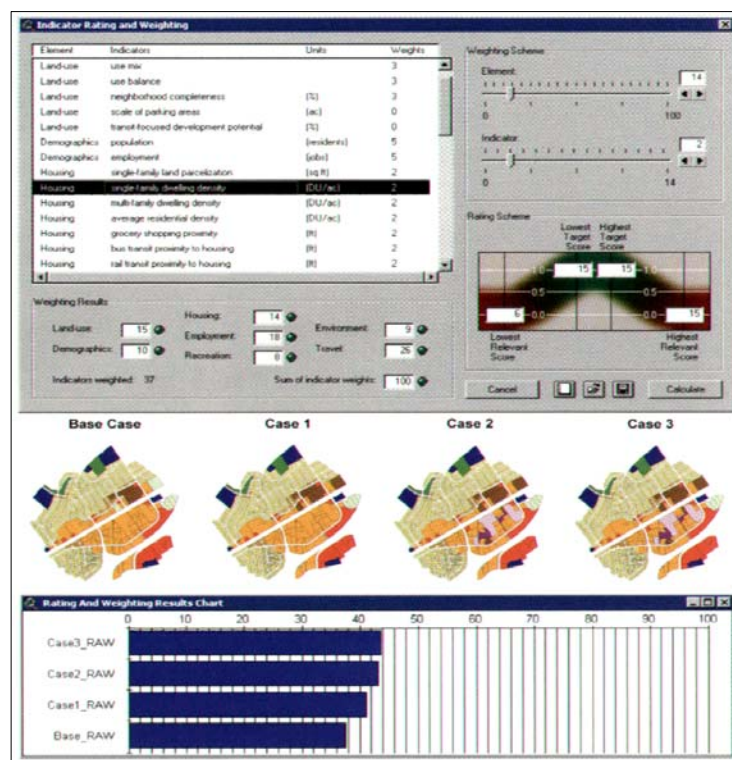 Indicator Rating and Weighting
Element Indicators Units Weights
Land-use use mix 3
Land-use use balance 3
Land-use neighborhood completeness (%) 3
Land-use scale of parking areas (ac) 0
Land-use transit-focused development potential (%) 0
Demographics population (residents) 5
Demographics employment (jobs) 5
Housing single-family land parcelization (sq ft) 2
Housing single-family dwelling density (DU/ac) 2
Housing multi-family dwelling density (DU/ac) 2
Housing average residential density (DU/ac) 2
Housing grocery shopping proximity (ft) 2
Housing bus transit proximity to housing (ft) 2
Housing rail transit proximity to housing (ft) 2
Weighting Scheme
Element:
14
0 100
Indicator:
2
0 14
Rating Scheme
Lowest Target Score
Highest Target Score
1.0 15 15 1.0
0.5 0.5
6 0.0 0.0 15
Lowest Relevant Score
Highest Relevant Score
Weighting Results
Land-use: 15
Demographics: 10
Housing: 14
Employment: 18
Recreation: 8
Environment: 9
Travel: 26
Indicators weighted: 37
Sum of indicator weights: 100
Cancel
Calculate
Base Case Case 1 Case 2 Case 3
Rating And Weighting Results Chart
0 10 20 30 40 50 60 70 80 90 100
Case3_RAW
Case2_RAW
Case1_RAW
Base_RAW